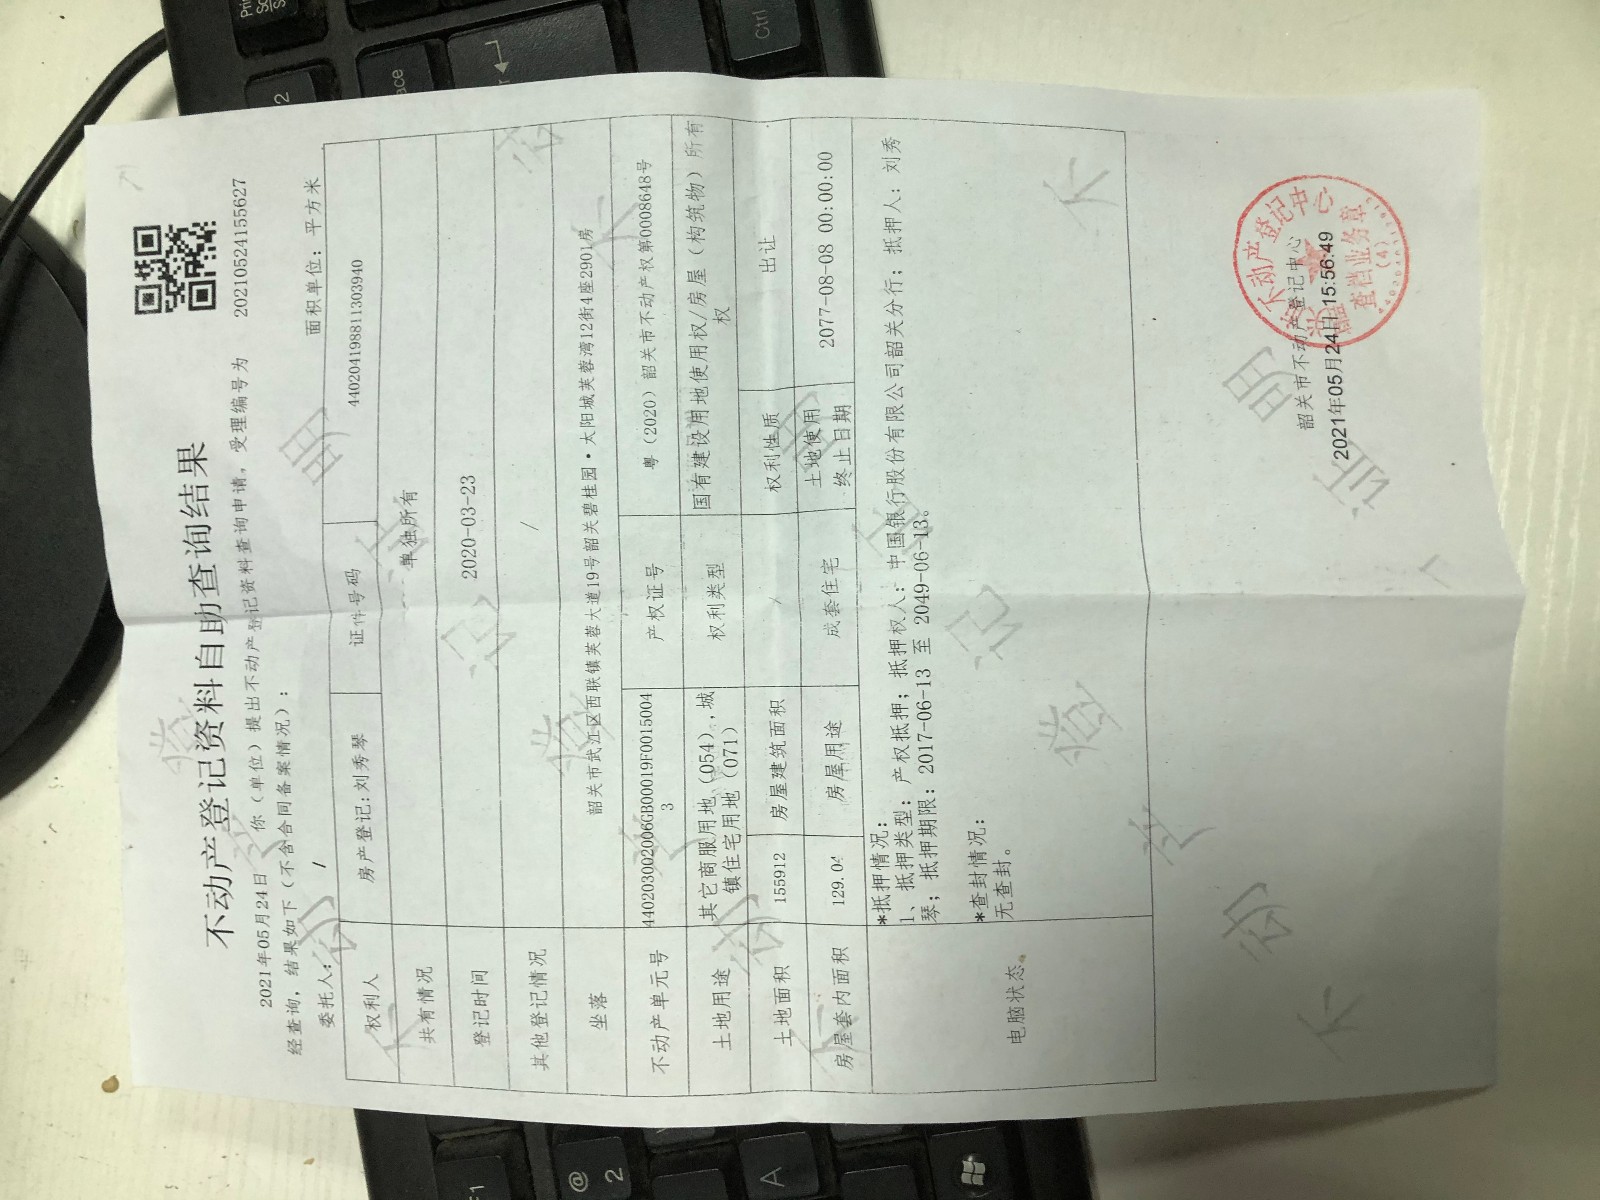 不动产登记资料自助查询结果
2021年05月24日 你（单位）提出不动产登记资料查询申请，受理编号为 20210524155627
经查询，结果如下（不含合同备案情况）：
委托人： / 面积单位：平方米
权利人 房产登记:刘秀琴 证件号码 440204198811303940
共有情况 单独所有
登记时间 2020-03-23
其他登记情况 /
坐落 韶关市武江区西联镇芙蓉大道19号韶关碧桂园·太阳城芙蓉湾12街4座2901房
不动产单元号 440203002006GB00019F00150043 产权证号 粤（2020）韶关市不动产权第0008648号
土地用途 其它商服用地（054），城镇住宅用地（071） 权利类型 国有建设用地使用权/房屋（构筑物）所有权
土地面积 155912 房屋建筑面积 / 权利性质 出让
房屋套内面积 129.04 房屋用途 成套住宅 土地使用终止日期 2077-08-08 00:00:00
电脑状态
*抵押情况：
1、抵押类型：产权抵押；抵押权人：中国银行股份有限公司韶关分行；抵押人：刘秀
琴；抵押期限：2017-06-13 至 2049-06-13。
*查封情况：
无查封。
韶关市不动产登记中心
2021年05月24日 15:56:49
不动产登记中心
查档业务章
(4)